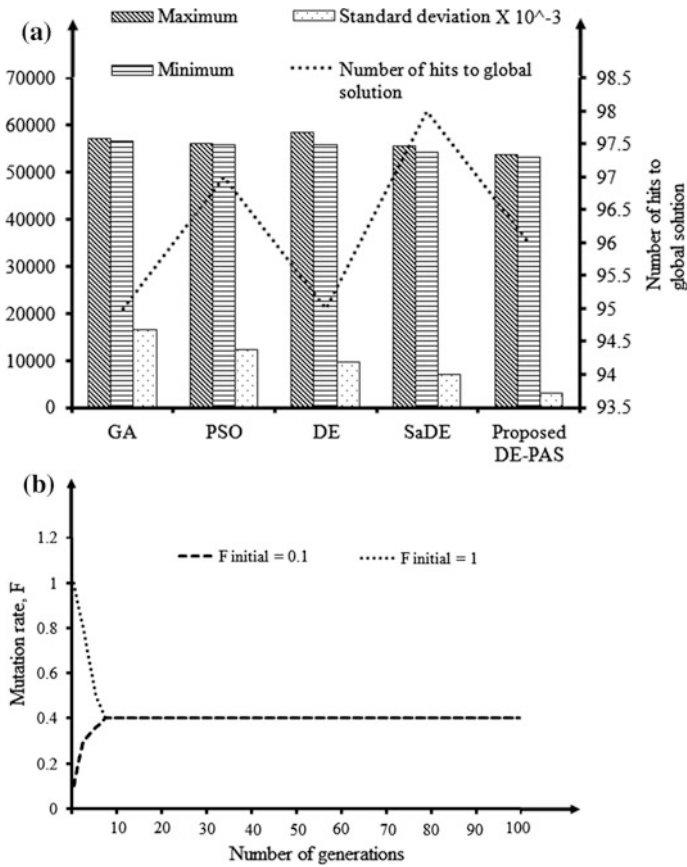 (a)
Maximum
Standard deviation X 10^-3
Minimum
Number of hits to global
solution
70000
60000
50000
40000
30000
20000
10000
0
98.5
98
97.5
97
96.5
96
95.5
95
94.5
94
93.5
Number of hits to
global solution
GA
PSO
DE
SaDE
Proposed
DE-PAS
(b)
F initial = 0.1
F initial = 1
Mutation rate, F
1.2
1
0.8
0.6
0.4
0.2
0
10
20
30
40
50
60
70
80
90
100
Number of generations